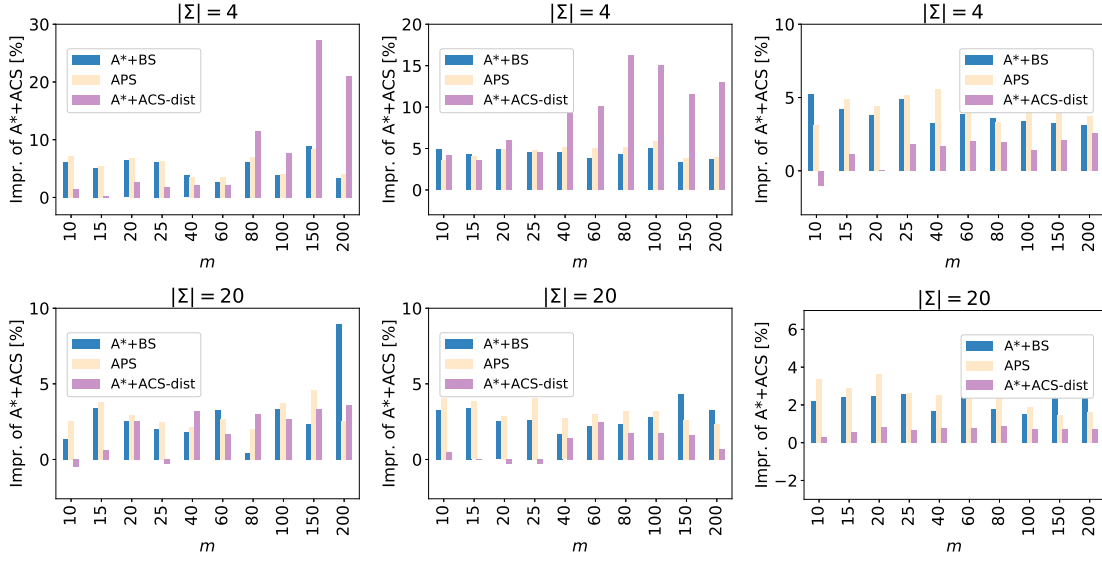 |Σ| = 4
Impr. of A*+ACS [%]
30
20
10
0
A*+BS
APS
A*+ACS-dist
10 15 20 25 40 60 80 100 150 200
m
|Σ| = 4
Impr. of A*+ACS [%]
20
15
10
5
0
A*+BS
APS
A*+ACS-dist
10 15 20 25 40 60 80 100 150 200
m
|Σ| = 4
Impr. of A*+ACS [%]
10
5
0
A*+BS
APS
A*+ACS-dist
10 15 20 25 40 60 80 100 150 200
m
|Σ| = 20
Impr. of A*+ACS [%]
10
5
0
A*+BS
APS
A*+ACS-dist
10 15 20 25 40 60 80 100 150 200
m
|Σ| = 20
Impr. of A*+ACS [%]
10
5
0
A*+BS
APS
A*+ACS-dist
10 15 20 25 40 60 80 100 150 200
m
|Σ| = 20
Impr. of A*+ACS [%]
6
4
2
0
−2
A*+BS
APS
A*+ACS-dist
10 15 20 25 40 60 80 100 150 200
m